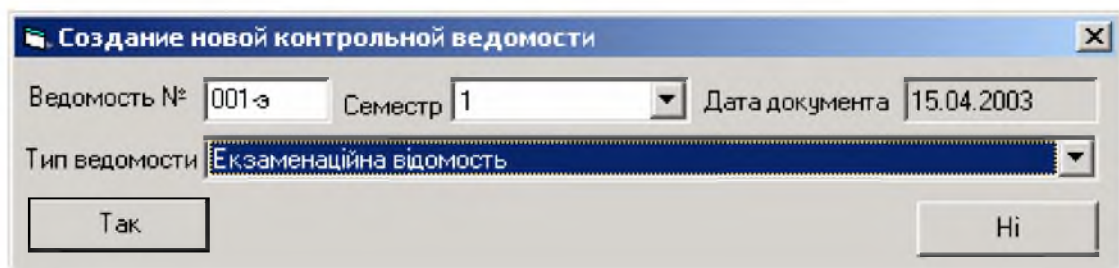 Создание новой контрольной ведомости
Ведомость № 001-э Семестр 1 Дата документа 15.04.2003
Тип ведомости Екзаменаційна відомость
Так Ні